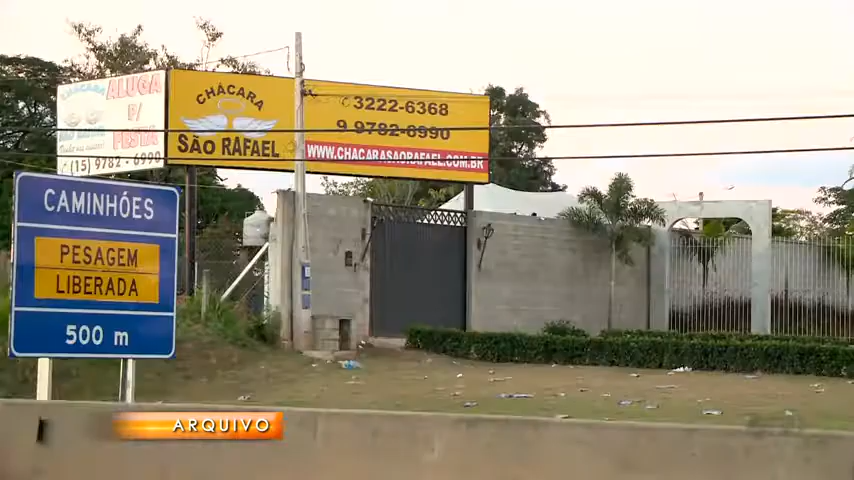 CHÁCARA
ALUGA
P/
FESTA
(15) 9782-6990
CHÁCARA
SÃO RAFAEL
3222-6368
9 9782-6990
WWW.CHACARASAORAFAEL.COM.BR
CAMINHÕES
PESAGEM
LIBERADA
500 m
ARQUIVO